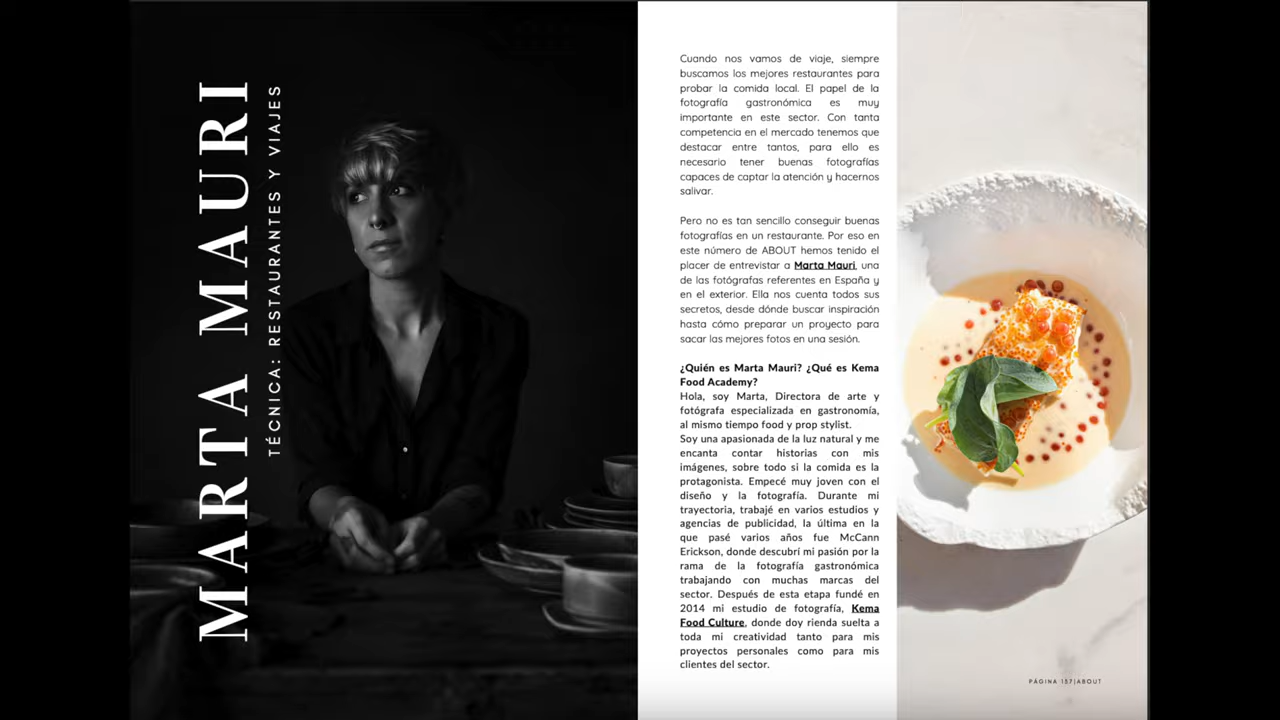 MARTA MAURI
TÉCNICA: RESTAURANTES Y VIAJES
Cuando nos vamos de viaje, siempre
buscamos los mejores restaurantes para
probar la comida local. El papel de la
fotografía gastronómica es muy
importante en este sector. Con tanta
competencia en el mercado tenemos que
destacar entre tantos, para ello es
necesario tener buenas fotografías
capaces de captar la atención y hacernos
salivar.
Pero no es tan sencillo conseguir buenas
fotografías en un restaurante. Por eso en
este número de ABOUT hemos tenido el
placer de entrevistar a Marta Mauri, una
de las fotógrafas referentes en España y
en el exterior. Ella nos cuenta todos sus
secretos, desde dónde buscar inspiración
hasta cómo preparar un proyecto para
sacar las mejores fotos en una sesión.
¿Quién es Marta Mauri? ¿Qué es Kema
Food Academy?
Hola, soy Marta, Directora de arte y
fotógrafa especializada en gastronomía,
al mismo tiempo food y prop stylist.
Soy una apasionada de la luz natural y me
encanta contar historias con mis
imágenes, sobre todo si la comida es la
protagonista. Empecé muy joven con el
diseño y la fotografía. Durante mi
trayectoria, trabajé en varios estudios y
agencias de publicidad, la última en la
que pasé varios años fue McCann
Erickson, donde descubrí mi pasión por la
rama de la fotografía gastronómica
trabajando con muchas marcas del
sector. Después de esta etapa fundé en
2014 mi estudio de fotografía, Kema
Food Culture, donde doy rienda suelta a
toda mi creatividad tanto para mis
proyectos personales como para mis
clientes del sector.
PÁGINA 157|ABOUT